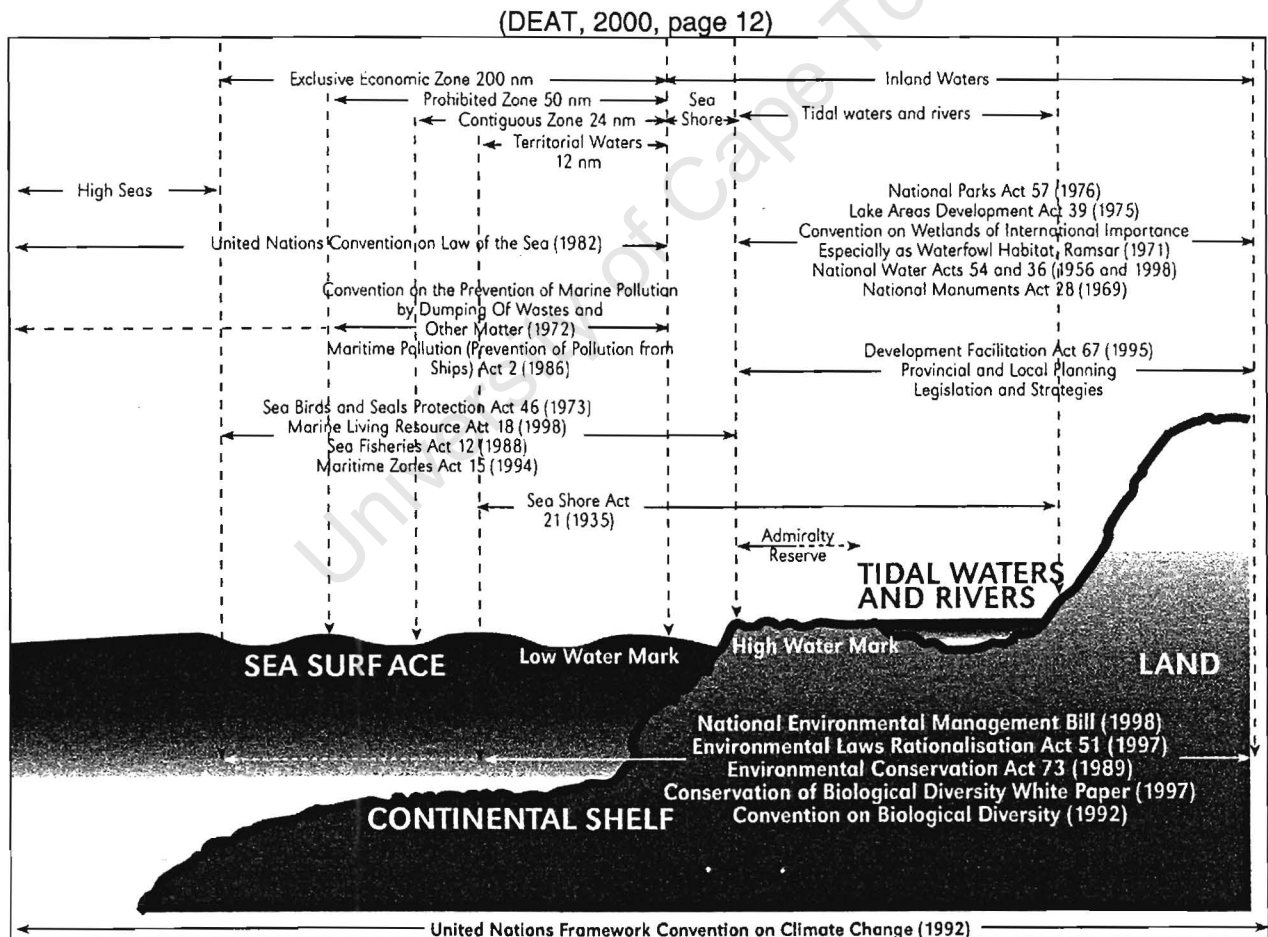 (DEAT, 2000, page 12)
Exclusive Economic Zone 200 nm
Inland Waters
Prohibited Zone 50 nm
Sea
Shore
Contiguous Zone 24 nm
Tidal waters and rivers
Territorial Waters
12 nm
High Seas
National Parks Act 57 (1976)
Lake Areas Development Act 39 (1975)
Convention on Wetlands of International Importance
Especially as Waterfowl Habitat, Ramsar (1971)
National Water Acts 54 and 36 (1956 and 1998)
National Monuments Act 28 (1969)
United Nations Convention on Law of the Sea (1982)
Convention on the Prevention of Marine Pollution
by Dumping Of Wastes and
Other Matter (1972)
Maritime Pollution (Prevention of Pollution from
Ships) Act 2 (1986)
Development Facilitation Act 67 (1995)
Provincial and Local Planning
Legislation and Strategies
Sea Birds and Seals Protection Act 46 (1973)
Marine Living Resource Act 18 (1998)
Sea Fisheries Act 12 (1988)
Maritime Zones Act 15 (1994)
Sea Shore Act
21 (1935)
Admiralty
Reserve
TIDAL WATERS
AND RIVERS
SEA SURFACE
Low Water Mark
High Water Mark
LAND
National Environmental Management Bill (1998)
Environmental Laws Rationalisation Act 51 (1997)
Environmental Conservation Act 73 (1989)
Conservation of Biological Diversity White Paper (1997)
Convention on Biological Diversity (1992)
CONTINENTAL SHELF
United Nations Framework Convention on Climate Change (1992)
University of Cape To